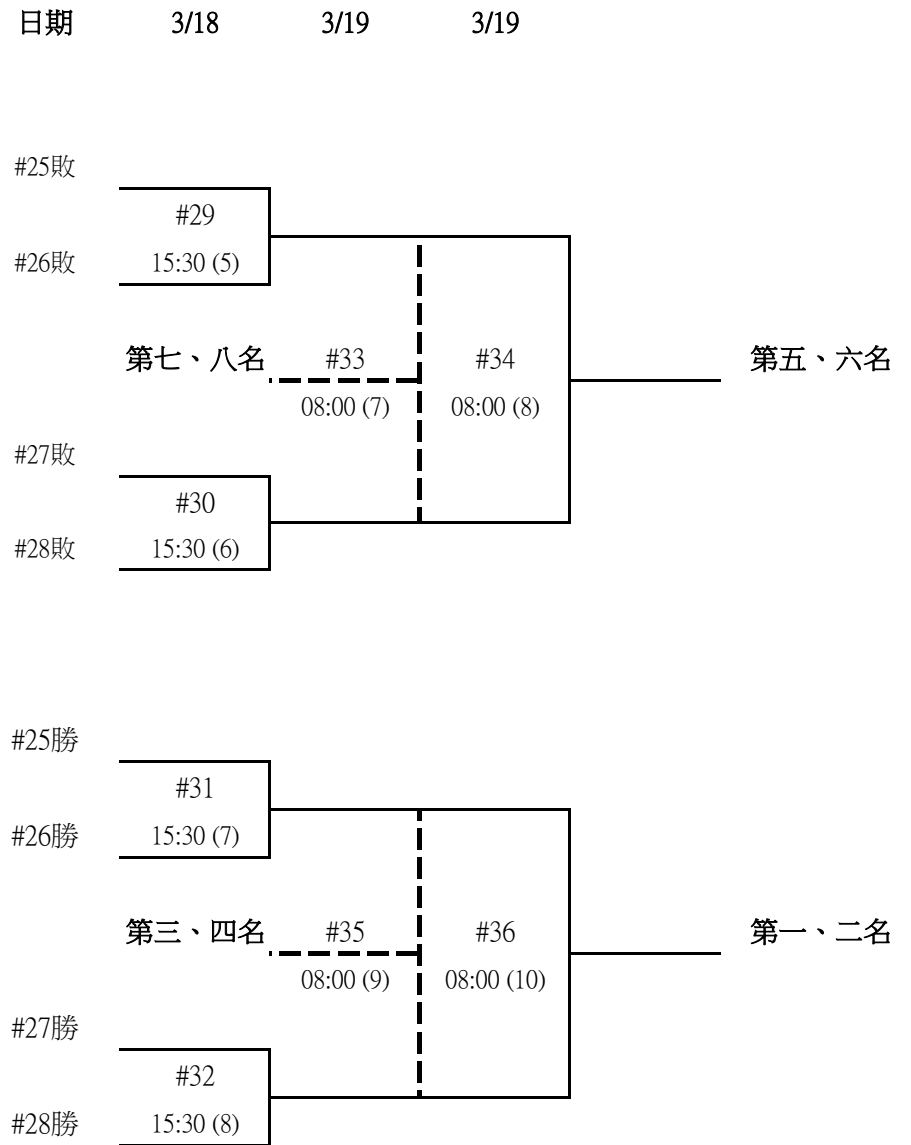 日期 3/18 3/19 3/19
#25敗
#29
#26敗 15:30 (5)
第七、八名 #33 #34 第五、六名
08:00 (7) 08:00 (8)
#27敗
#30
#28敗 15:30 (6)
#25勝
#31
#26勝 15:30 (7)
第三、四名 #35 #36 第一、二名
08:00 (9) 08:00 (10)
#27勝
#32
#28勝 15:30 (8)